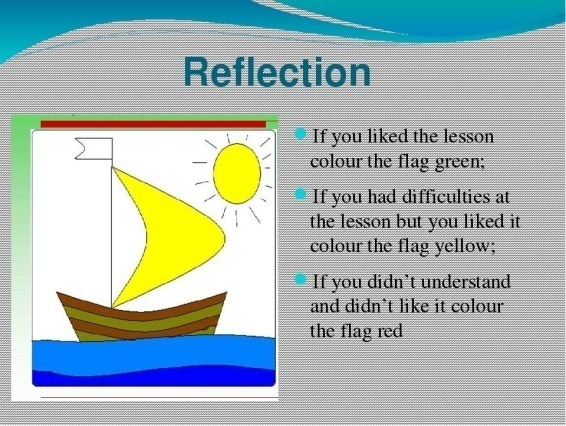 Reflection
If you liked the lesson
colour the flag green;
If you had difficulties at
the lesson but you liked it
colour the flag yellow;
If you didn't understand
and didn't like it colour
the flag red